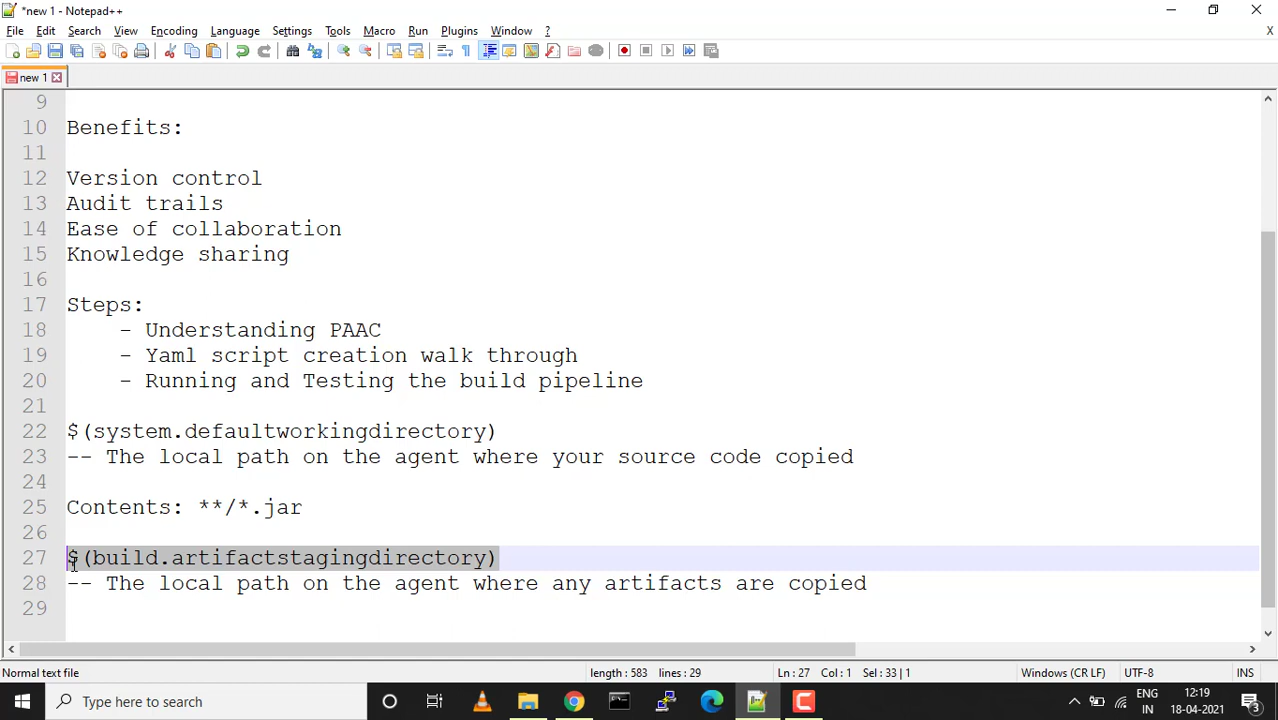 *new 1 - Notepad++
File Edit Search View Encoding Language Settings Tools Macro Run Plugins Window ? X
new 1
9
10 Benefits:
11
12 Version control
13 Audit trails
14 Ease of collaboration
15 Knowledge sharing
16
17 Steps:
18 - Understanding PAAC
19 - Yaml script creation walk through
20 - Running and Testing the build pipeline
21
22 $(system.defaultworkingdirectory)
23 -- The local path on the agent where your source code copied
24
25 Contents: **/*.jar
26
27 $(build.artifactstagingdirectory)
28 -- The local path on the agent where any artifacts are copied
29
Normal text file length : 583 lines : 29 Ln : 27 Col : 1 Sel : 33 | 1 Windows (CR LF) UTF-8 INS
Type here to search ENG 12:19
IN 18-04-2021 3